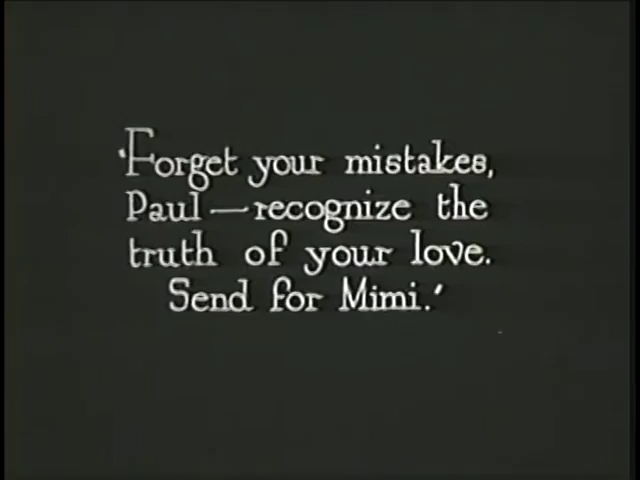 'Forget your mistakes,
Paul — recognize the
truth of your love.
Send for Mimi.'